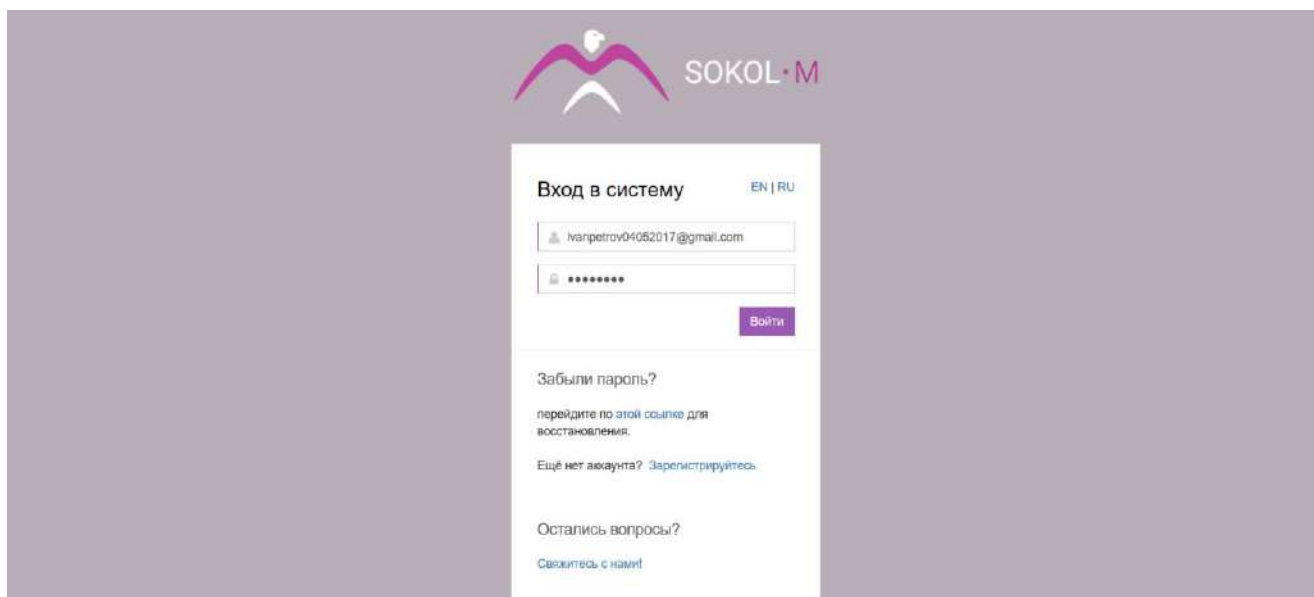 SOKOL·M
Вход в систему
EN | RU
ivanpetrov04052017@gmail.com
••••••••
Войти
Забыли пароль?
перейдите по этой ссылке для
восстановления.
Ещё нет аккаунта? Зарегистрируйтесь
Остались вопросы?
Свяжитесь с нами!